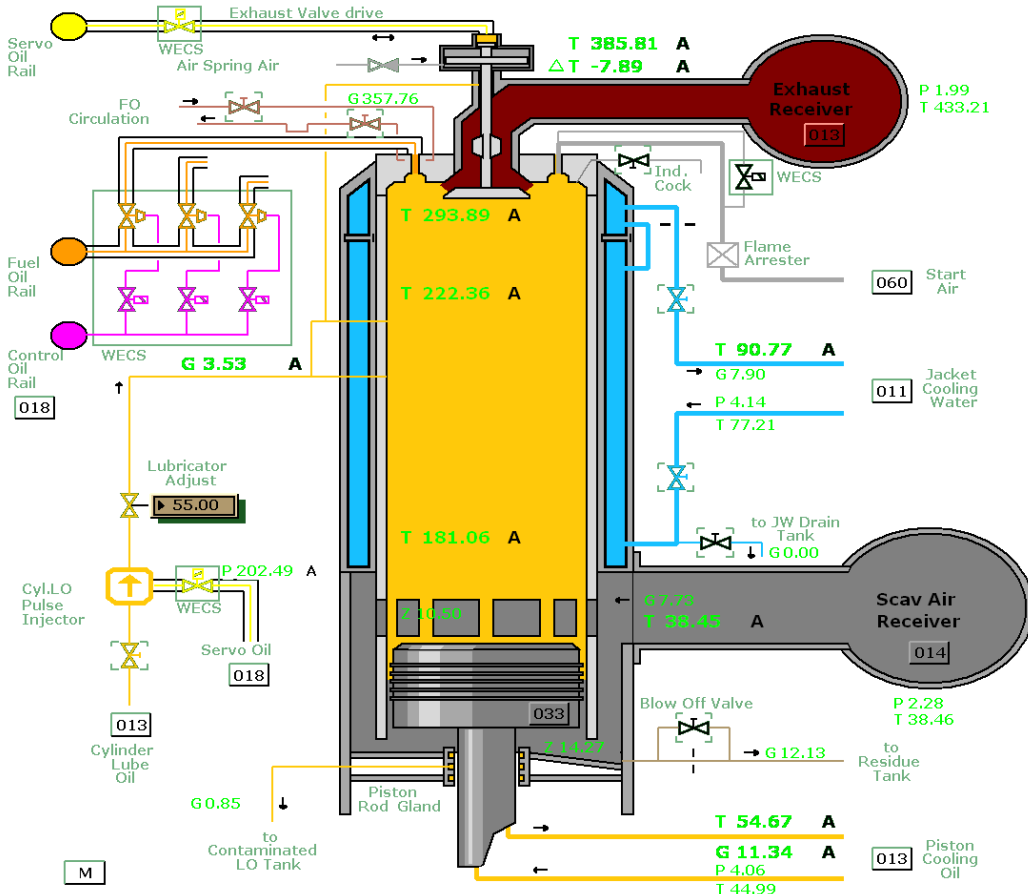 Exhaust Valve drive
Servo
Oil
Rail
WECS
Air Spring Air
T 385.81 A
△T -7.89 A
Exhaust
Receiver
013
P 1.99
T 433.21
FO
Circulation
G 357.76
Ind.
Cock
WECS
T 293.89 A
Flame
Arrester
Fuel
Oil
Rail
060
Start
Air
T 222.36 A
Control
Oil
Rail
WECS
G 3.53 A
018
T 90.77 A
G 7.90
011
Jacket
Cooling
Water
P 4.14
T 77.21
Lubricator
Adjust
55.00
to JW Drain
Tank
G 0.00
T 181.06 A
Cyl.LO
Pulse
Injector
P 202.49 A
WECS
Servo Oil
018
Z 10.50
G 7.73
T 38.45 A
Scav Air
Receiver
014
P 2.28
T 38.46
033
Blow Off Valve
013
Cylinder
Lube
Oil
Z 14.27
G 12.13
to
Residue
Tank
Piston
Rod Gland
G 0.85
to
Contaminated
LO Tank
T 54.67 A
G 11.34 A
P 4.06
T 44.99
013
Piston
Cooling
Oil
M